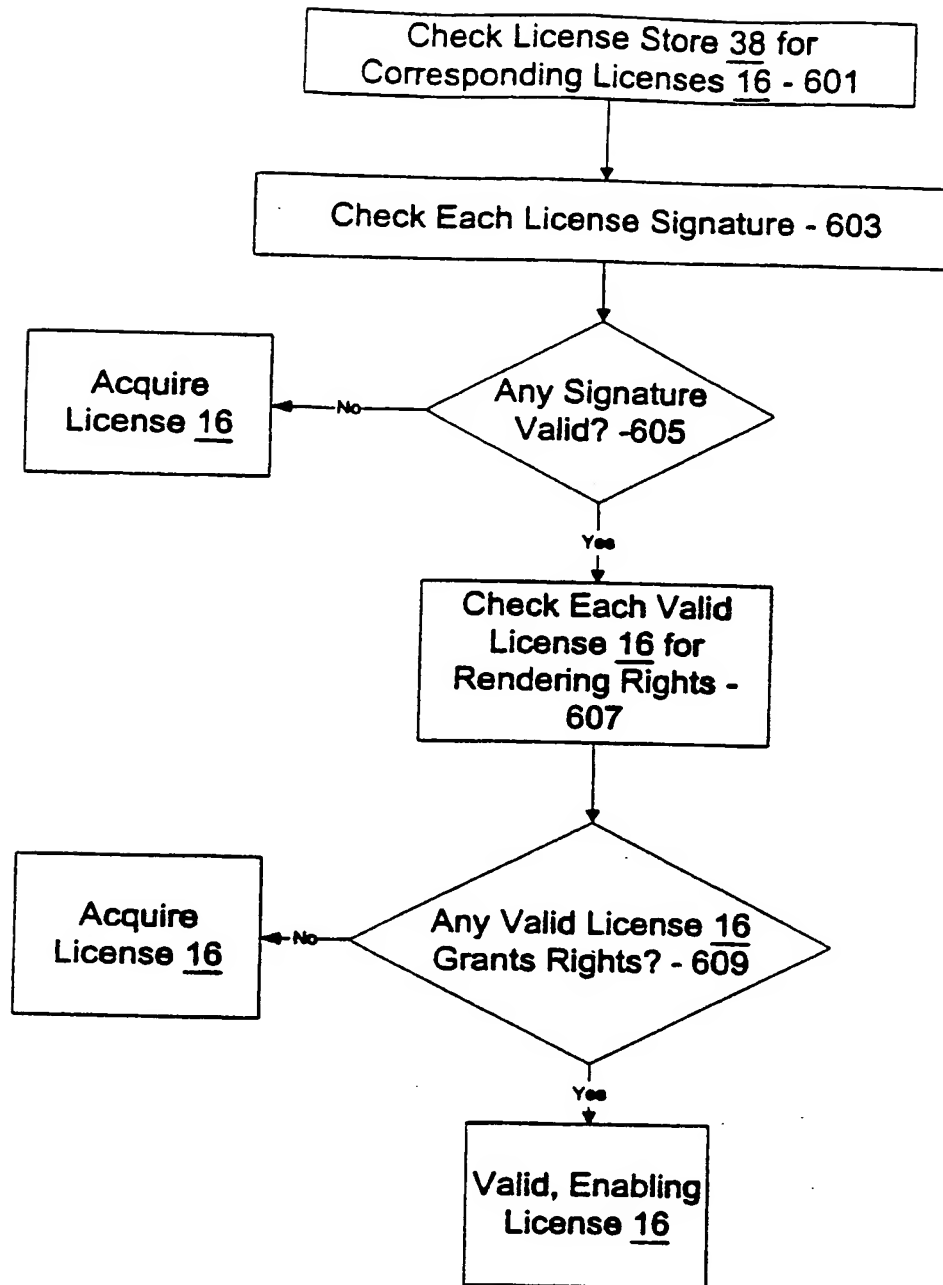 Check License Store 38 for
Corresponding Licenses 16 - 601
Check Each License Signature - 603
Acquire
License 16
No
Any Signature
Valid? -605
Yes
Check Each Valid
License 16 for
Rendering Rights -
607
Acquire
License 16
No
Any Valid License 16
Grants Rights? - 609
Yes
Valid, Enabling
License 16